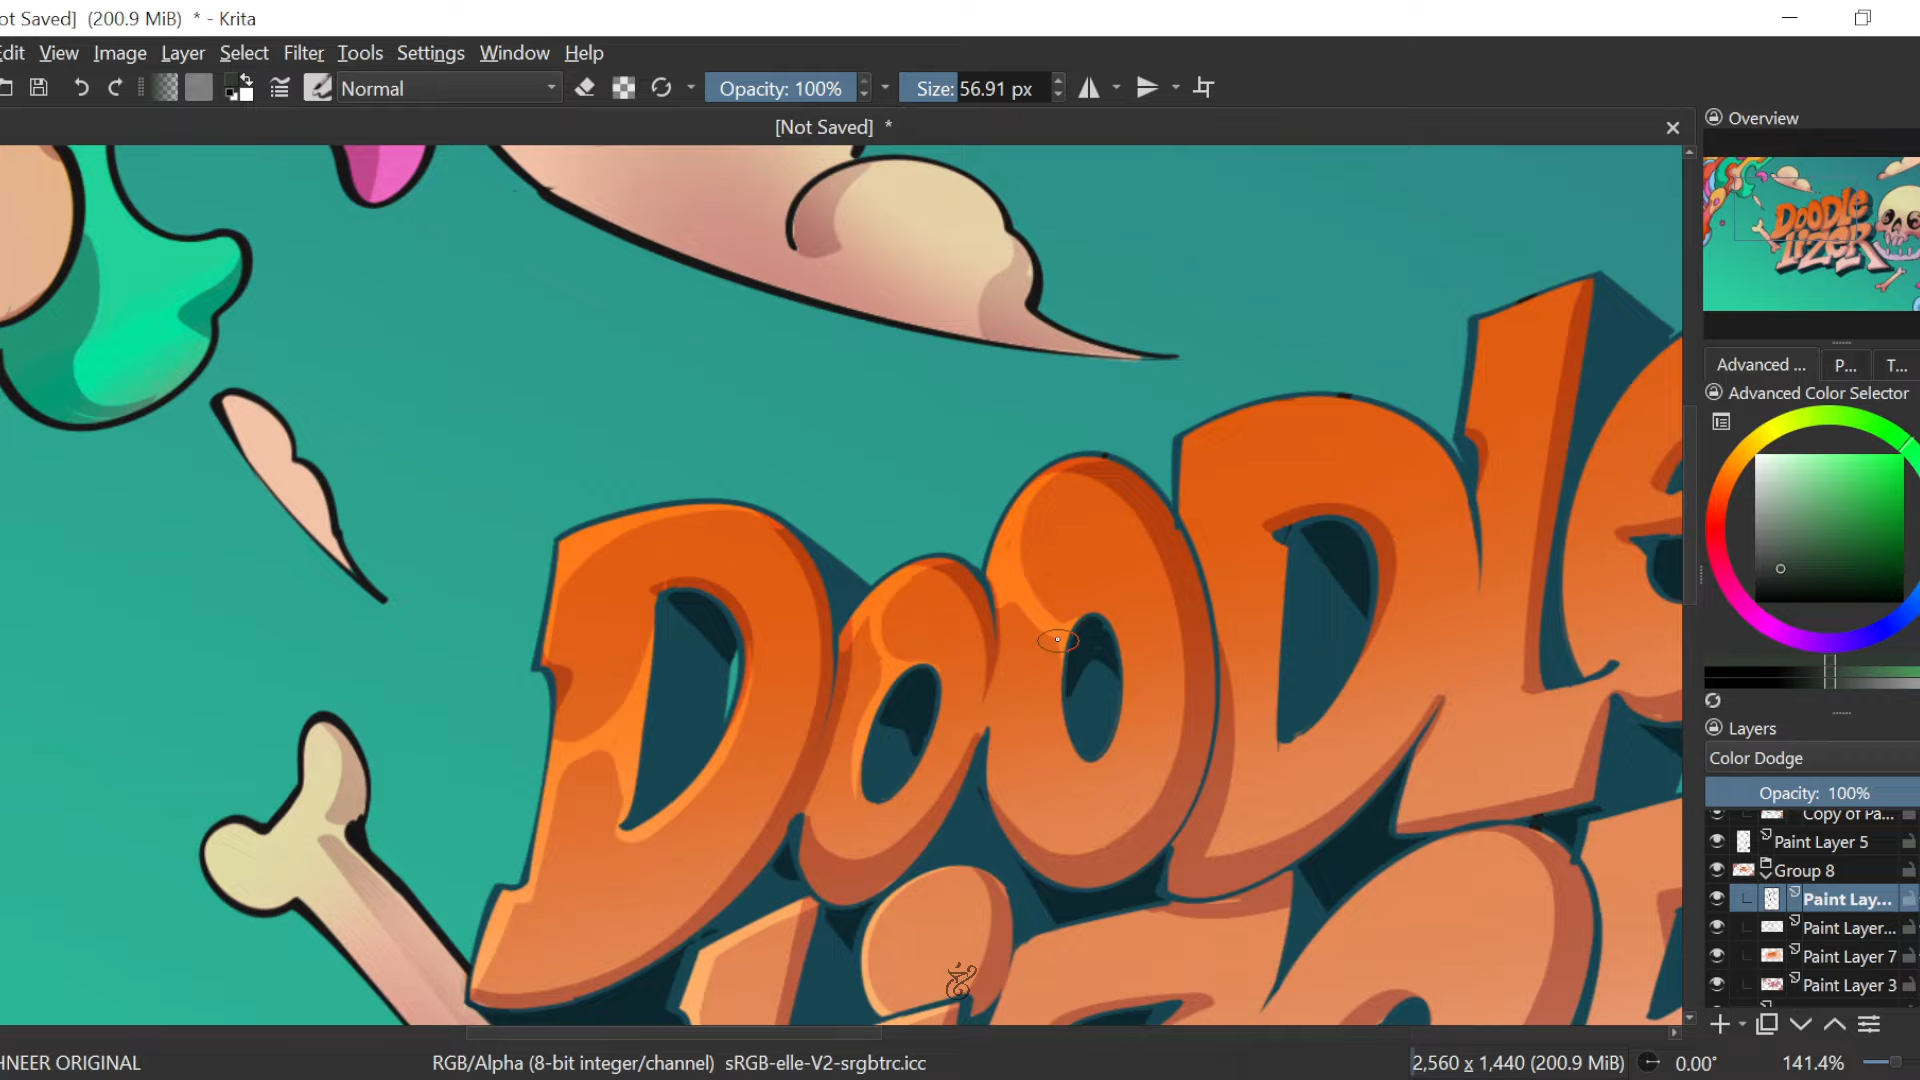 ot Saved] (200.9 MiB) * - Krita
Edit View Image Layer Select Filter Tools Settings Window Help
Normal Opacity: 100% Size: 56.91 px
[Not Saved] *
Overview
DOODLE
LIZER
Advanced ... P... T...
Advanced Color Selector
Layers
Color Dodge
Opacity: 100%
Copy of Pa...
Paint Layer 5
Group 8
Paint Lay...
Paint Layer...
Paint Layer 7
Paint Layer 3
DOODLE
HNEER ORIGINAL RGB/Alpha (8-bit integer/channel) sRGB-elle-V2-srgbtrc.icc 2,560 x 1,440 (200.9 MiB) 0.00° 141.4%